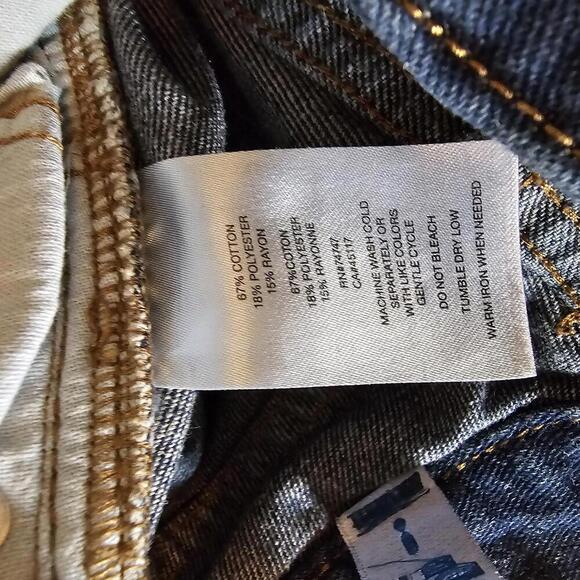 67% COTTON
18% POLYESTER
15% RAYON
67%COTON
18% POLYESTER
15% RAYONNE
RN#74747
CA#45117
MACHINE WASH COLD
SEPARATELY OR
WITH LIKE COLORS
GENTLE CYCLE
DO NOT BLEACH
TUMBLE DRY LOW
WARM IRON WHEN NEEDED